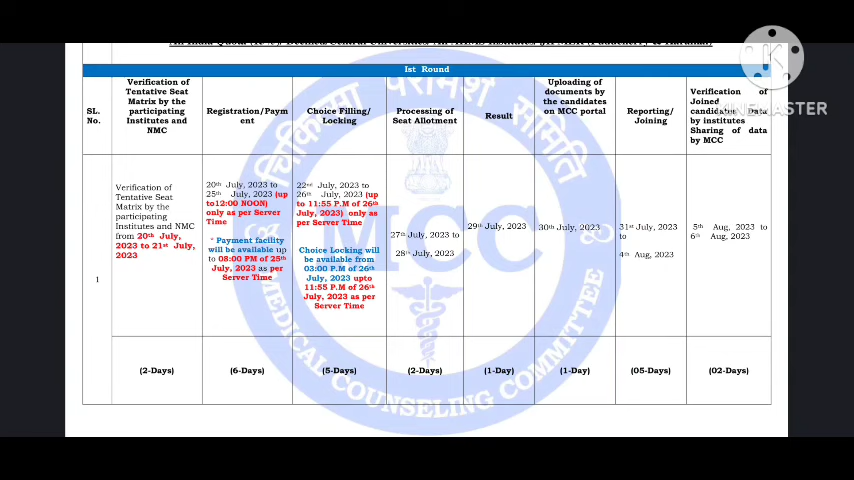 Ist Round
SL.
No.
Verification of
Tentative Seat
Matrix by the
participating
Institutes and
NMC
Registration/Paym
ent
Choice Filling/
Locking
Processing of
Seat Allotment
Result
Uploading of
documents by
the candidates
on MCC portal
Reporting/
Joining
Verification of
Joined
candidates Data
by institutes
Sharing of data
by MCC
KINEMASTER
1
Verification of
Tentative Seat
Matrix by the
participating
Institutes and NMC
from 20th July,
2023 to 21st July,
2023
20th July, 2023 to
25th July, 2023 (up
to12:00 NOON)
only as per Server
Time
* Payment facility
will be available up
to 08:00 PM of 25th
July, 2023 as per
Server Time
22nd July, 2023 to
26th July, 2023 (up
to 11:55 P.M of 26th
July, 2023) only as
per Server Time
Choice Locking will
be available from
03:00 P.M of 26th
July, 2023 upto
11:55 P.M of 26th
July, 2023 as per
Server Time
27th July, 2023 to
28th July, 2023
29th July, 2023
30th July, 2023
31st July, 2023
to
4th Aug, 2023
5th Aug, 2023 to
6th Aug, 2023
(2-Days)
(6-Days)
(5-Days)
(2-Days)
(1-Day)
(1-Day)
(05-Days)
(02-Days)
MCC
MEDICAL COUNSELING COMMITTEE
चिकित्सा परामर्श समिति